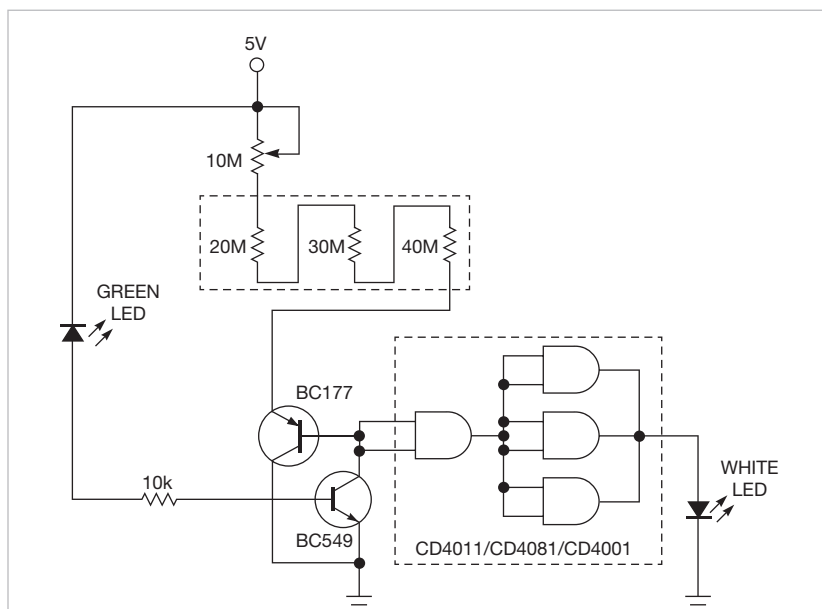 5V
10M
20M
30M
40M
GREEN
LED
BC177
10k
BC549
WHITE
LED
CD4011/CD4081/CD4001